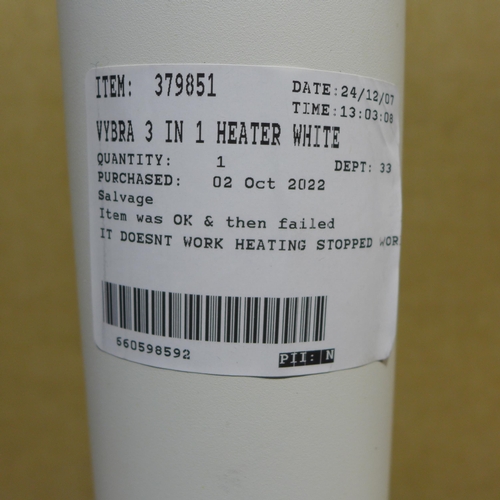 ITEM: 379851
DATE:24/12/07
TIME:13:03:08
VYBRA 3 IN 1 HEATER WHITE
QUANTITY: 1 DEPT: 33
PURCHASED: 02 Oct 2022
Salvage
Item was OK & then failed
IT DOESNT WORK HEATING STOPPED WOR
660598592
PII: N